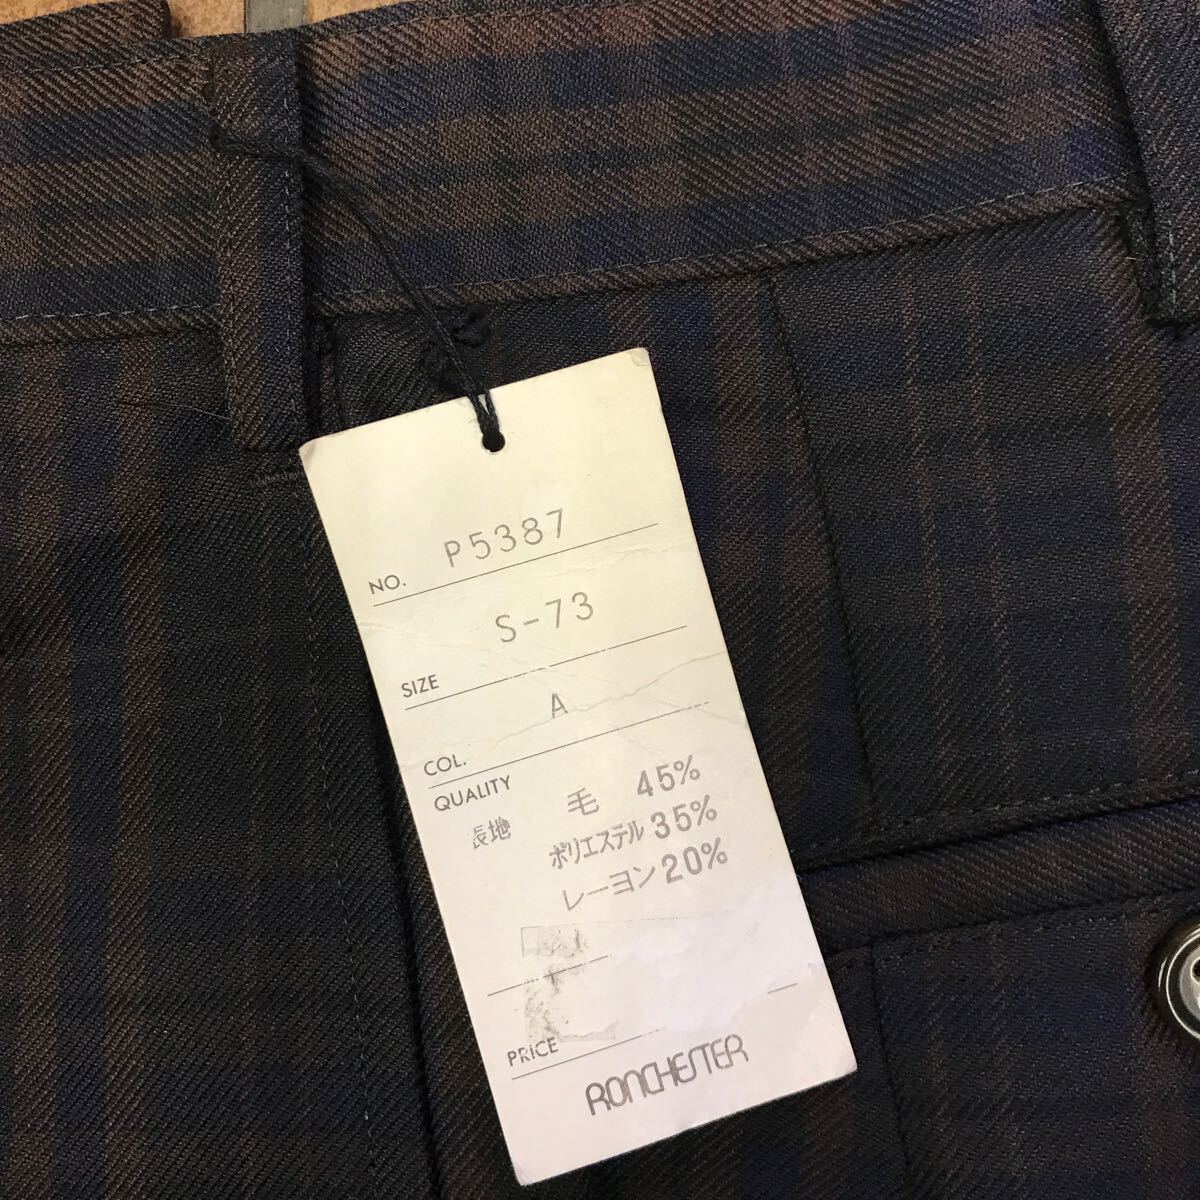 NO. P5387
SIZE S-73
COL. A
QUALITY
表地 毛 45%
ポリエステル 35%
レーヨン 20%
PRICE
RONCHESTER